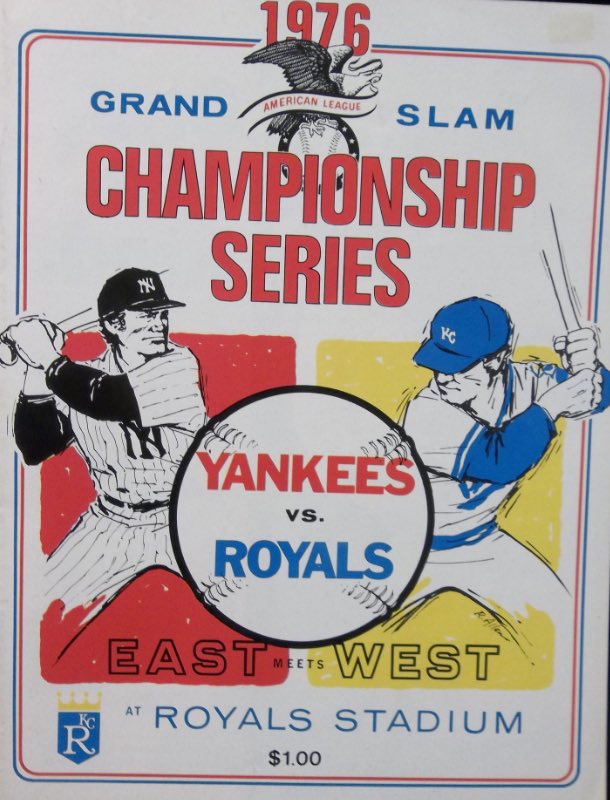 1976
GRAND SLAM
AMERICAN LEAGUE
CHAMPIONSHIP
SERIES
NY
KC
NY
YANKEES
VS.
ROYALS
EAST MEETS WEST
KC
R
AT ROYALS STADIUM
$1.00